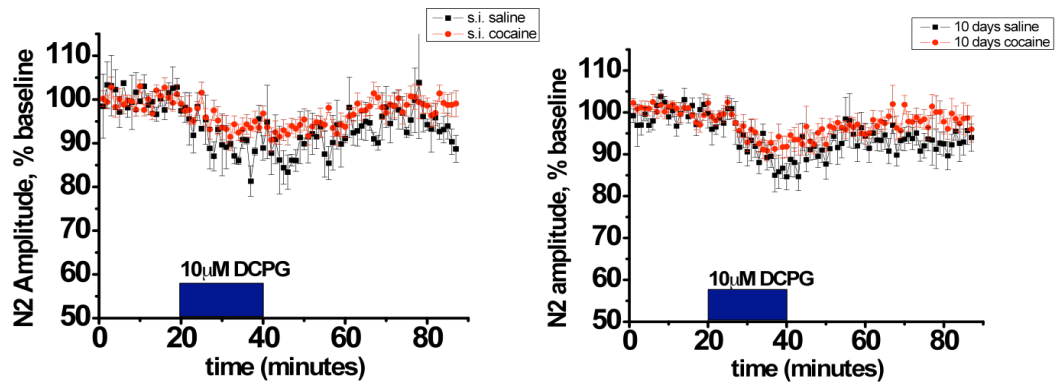 s.i. saline
s.i. cocaine
110
100
90
80
70
60
50
N2 Amplitude, % baseline
10µM DCPG
0 20 40 60 80
time (minutes)
10 days saline
10 days cocaine
110
100
90
80
70
60
50
N2 amplitude, % baseline
10µM DCPG
0 20 40 60 80
time (minutes)